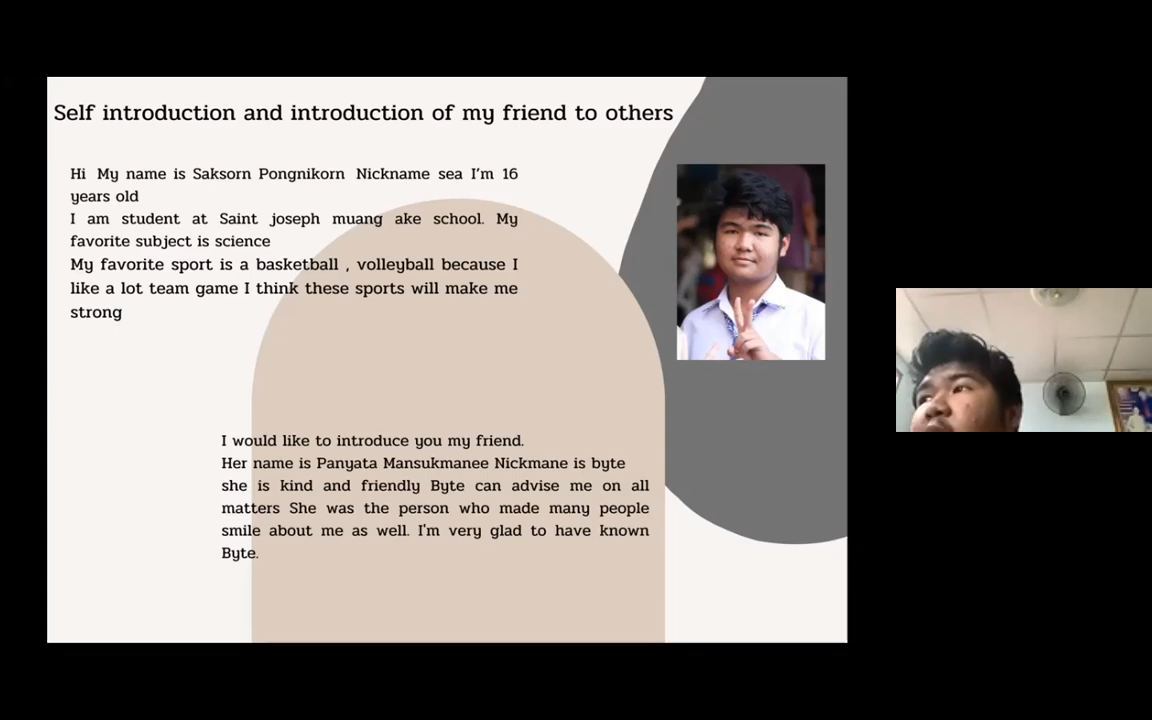 Self introduction and introduction of my friend to others
Hi My name is Saksorn Pongnikorn Nickname sea I'm 16
years old
I am student at Saint joseph muang ake school. My
favorite subject is science
My favorite sport is a basketball , volleyball because I
like a lot team game I think these sports will make me
strong
I would like to introduce you my friend.
Her name is Panyata Mansukmanee Nickmane is byte
she is kind and friendly Byte can advise me on all
matters She was the person who made many people
smile about me as well. I'm very glad to have known
Byte.